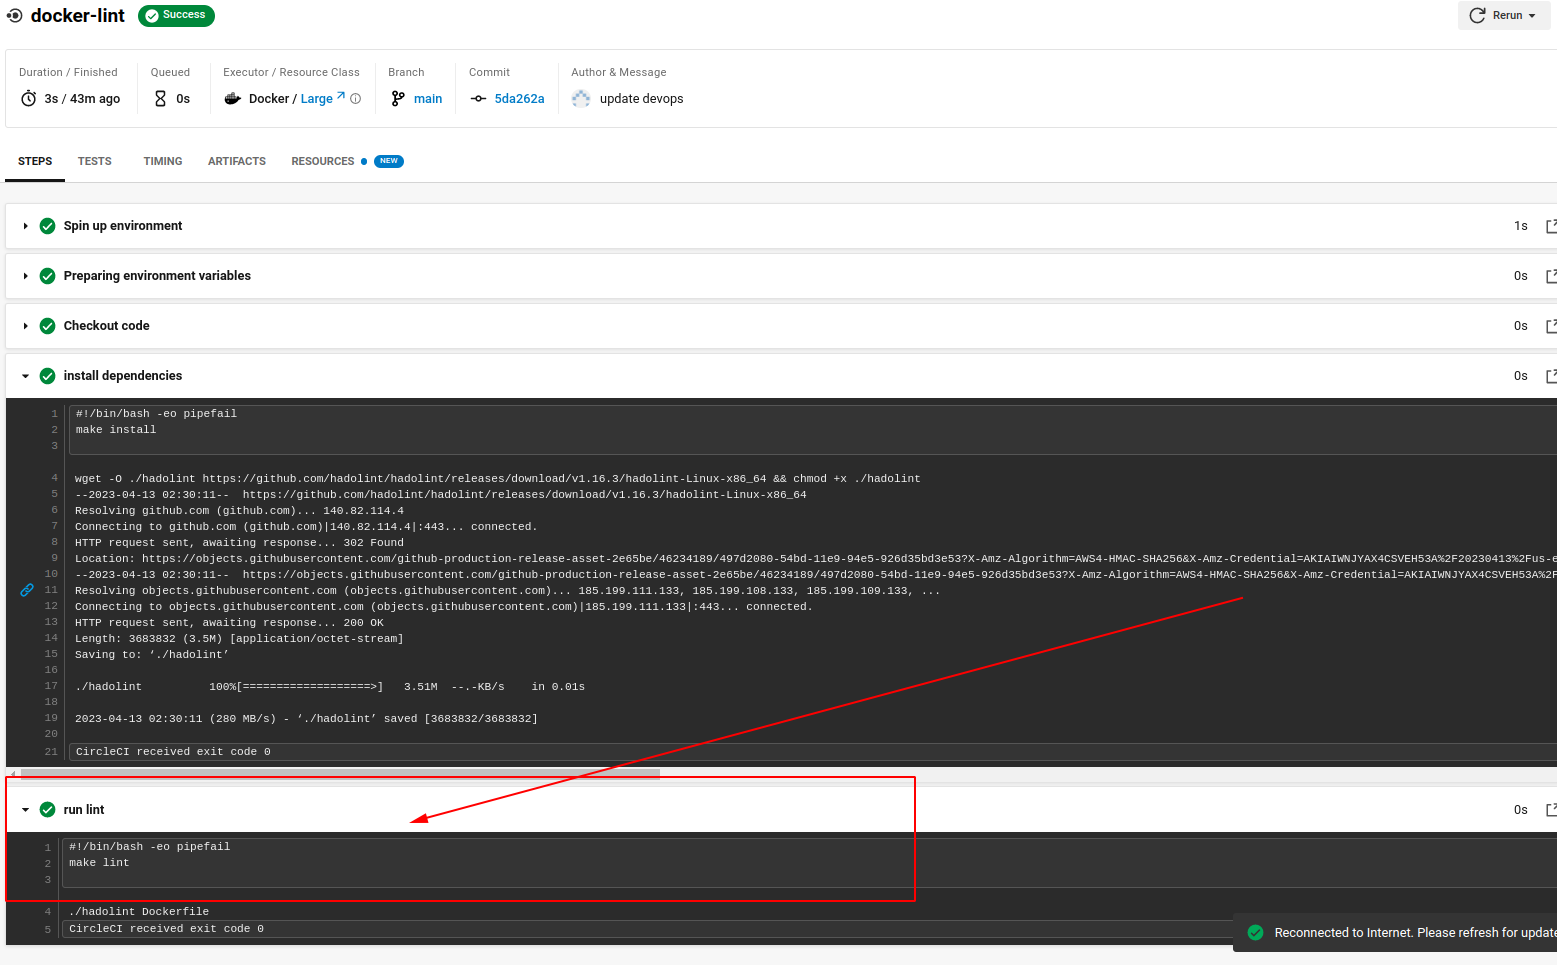 docker-lint
Success
Rerun
Duration / Finished
3s / 43m ago
Queued
0s
Executor / Resource Class
Docker / Large
Branch
main
Commit
5da262a
Author & Message
update devops
STEPS
TESTS
TIMING
ARTIFACTS
RESOURCES
NEW
Spin up environment
1s
Preparing environment variables
0s
Checkout code
0s
install dependencies
0s
1 #!/bin/bash -eo pipefail
2 make install
3
4 wget -O ./hadolint https://github.com/hadolint/hadolint/releases/download/v1.16.3/hadolint-Linux-x86_64 && chmod +x ./hadolint
5 --2023-04-13 02:30:11-- https://github.com/hadolint/hadolint/releases/download/v1.16.3/hadolint-Linux-x86_64
6 Resolving github.com (github.com)... 140.82.114.4
7 Connecting to github.com (github.com)|140.82.114.4|:443... connected.
8 HTTP request sent, awaiting response... 302 Found
9 Location: https://objects.githubusercontent.com/github-production-release-asset-2e65be/46234189/497d2080-54bd-11e9-94e5-926d35bd3e53?X-Amz-Algorithm=AWS4-HMAC-SHA256&X-Amz-Credential=AKIAIWNJYAX4CSVEH53A%2F20230413%2Fus-e
10 --2023-04-13 02:30:11-- https://objects.githubusercontent.com/github-production-release-asset-2e65be/46234189/497d2080-54bd-11e9-94e5-926d35bd3e53?X-Amz-Algorithm=AWS4-HMAC-SHA256&X-Amz-Credential=AKIAIWNJYAX4CSVEH53A%2F
11 Resolving objects.githubusercontent.com (objects.githubusercontent.com)... 185.199.111.133, 185.199.108.133, 185.199.109.133, ...
12 Connecting to objects.githubusercontent.com (objects.githubusercontent.com)|185.199.111.133|:443... connected.
13 HTTP request sent, awaiting response... 200 OK
14 Length: 3683832 (3.5M) [application/octet-stream]
15 Saving to: ‘./hadolint’
16
17 ./hadolint 100%[===================>] 3.51M --.-KB/s in 0.01s
18
19 2023-04-13 02:30:11 (280 MB/s) - ‘./hadolint’ saved [3683832/3683832]
20
21 CircleCI received exit code 0
run lint
0s
1 #!/bin/bash -eo pipefail
2 make lint
3
4 ./hadolint Dockerfile
5 CircleCI received exit code 0
Reconnected to Internet. Please refresh for update